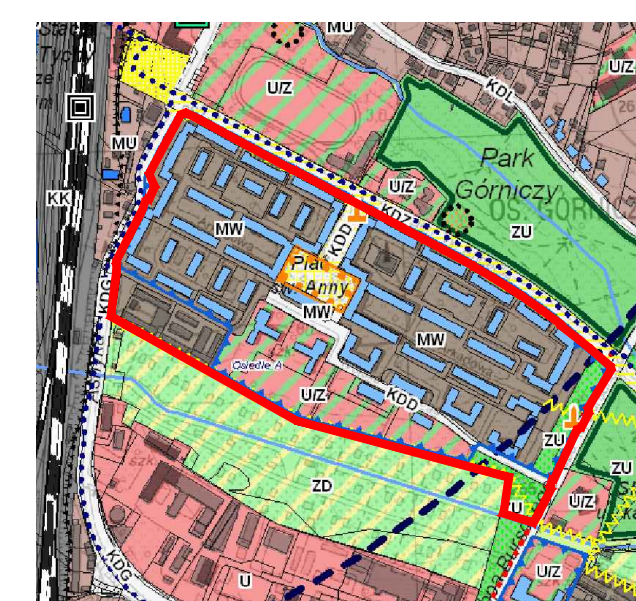 MU
U/Z
U/Z
KDL
MU
Park
Górniczy
U/Z
KDZ
ZU
KK
MW
KDD
Plac
św. Anny
MW
KDG
MW
Osiedle A
U/Z
KDD
ZU
ZU
ZD
U/Z
KDG
U
U/Z